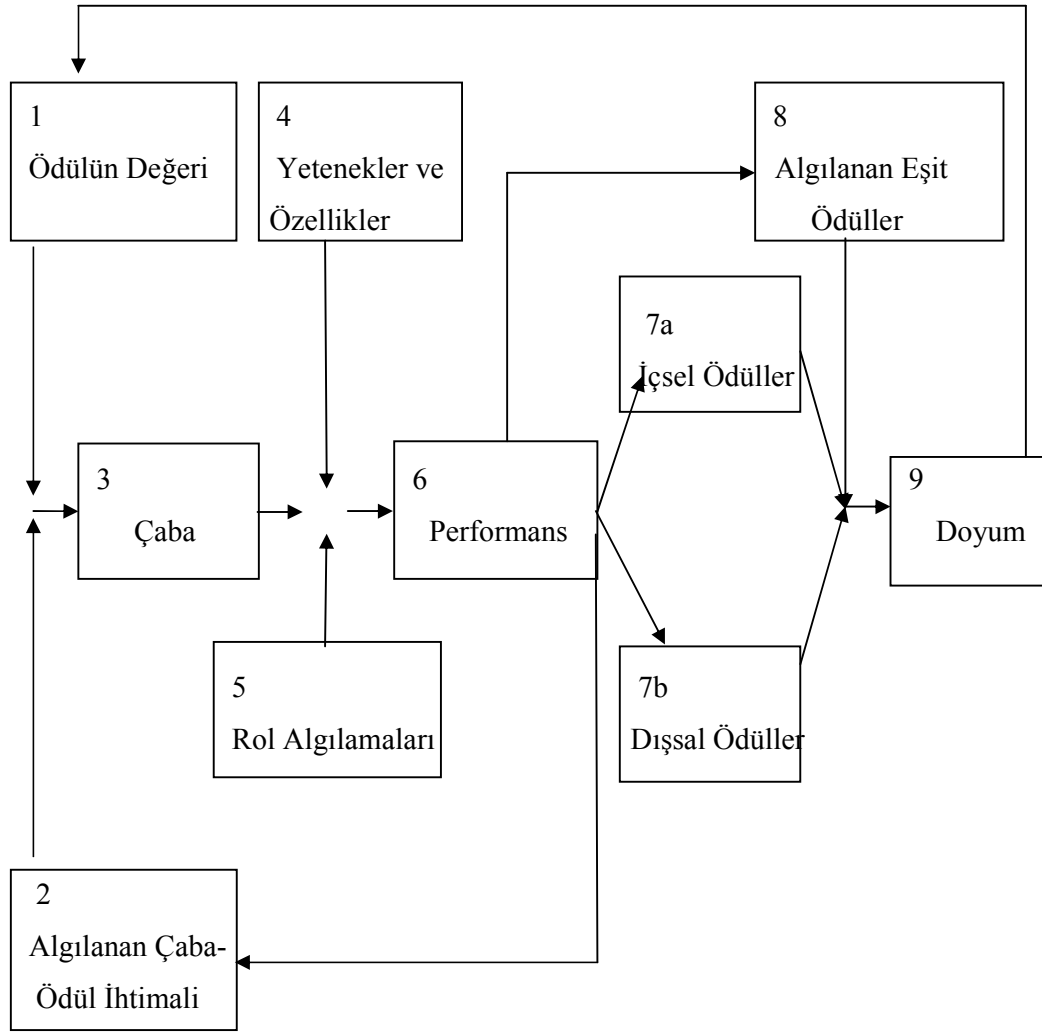 1
Ödülün Değeri
4
Yetenekler ve
Özellikler
8
Algılanan Eşit
Ödüller
7a
İçsel Ödüller
3
Çaba
6
Performans
9
Doyum
5
Rol Algılamaları
7b
Dışsal Ödüller
2
Algılanan Çaba-
Ödül İhtimali